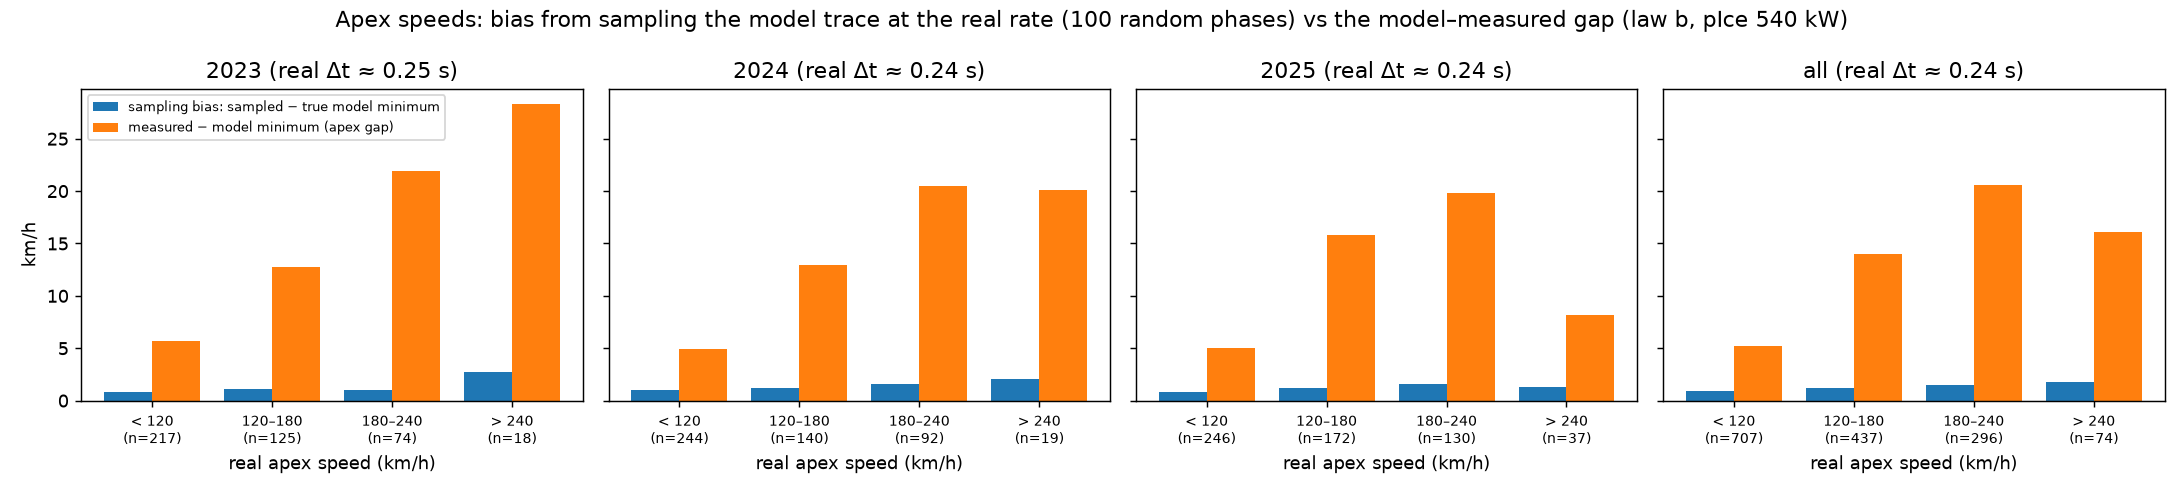 Apex speeds: bias from sampling the model trace at the real rate (100 random phases) vs the model–measured gap (law b, pIce 540 kW)
2023 (real Δt ≈ 0.25 s)
sampling bias: sampled − true model minimum
measured − model minimum (apex gap)
km/h
25
20
15
10
5
0
< 120
(n=217)
120–180
(n=125)
180–240
(n=74)
> 240
(n=18)
real apex speed (km/h)
2024 (real Δt ≈ 0.24 s)
< 120
(n=244)
120–180
(n=140)
180–240
(n=92)
> 240
(n=19)
real apex speed (km/h)
2025 (real Δt ≈ 0.24 s)
< 120
(n=246)
120–180
(n=172)
180–240
(n=130)
> 240
(n=37)
real apex speed (km/h)
all (real Δt ≈ 0.24 s)
< 120
(n=707)
120–180
(n=437)
180–240
(n=296)
> 240
(n=74)
real apex speed (km/h)